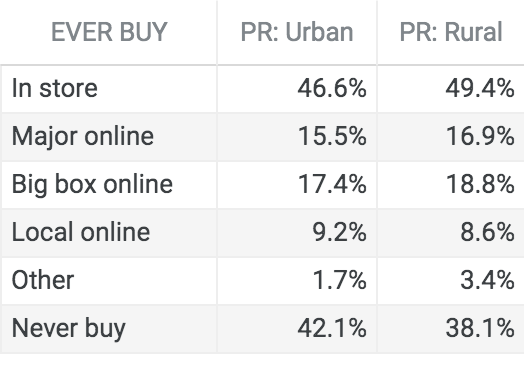 EVER BUY PR: Urban PR: Rural
In store 46.6% 49.4%
Major online 15.5% 16.9%
Big box online 17.4% 18.8%
Local online 9.2% 8.6%
Other 1.7% 3.4%
Never buy 42.1% 38.1%